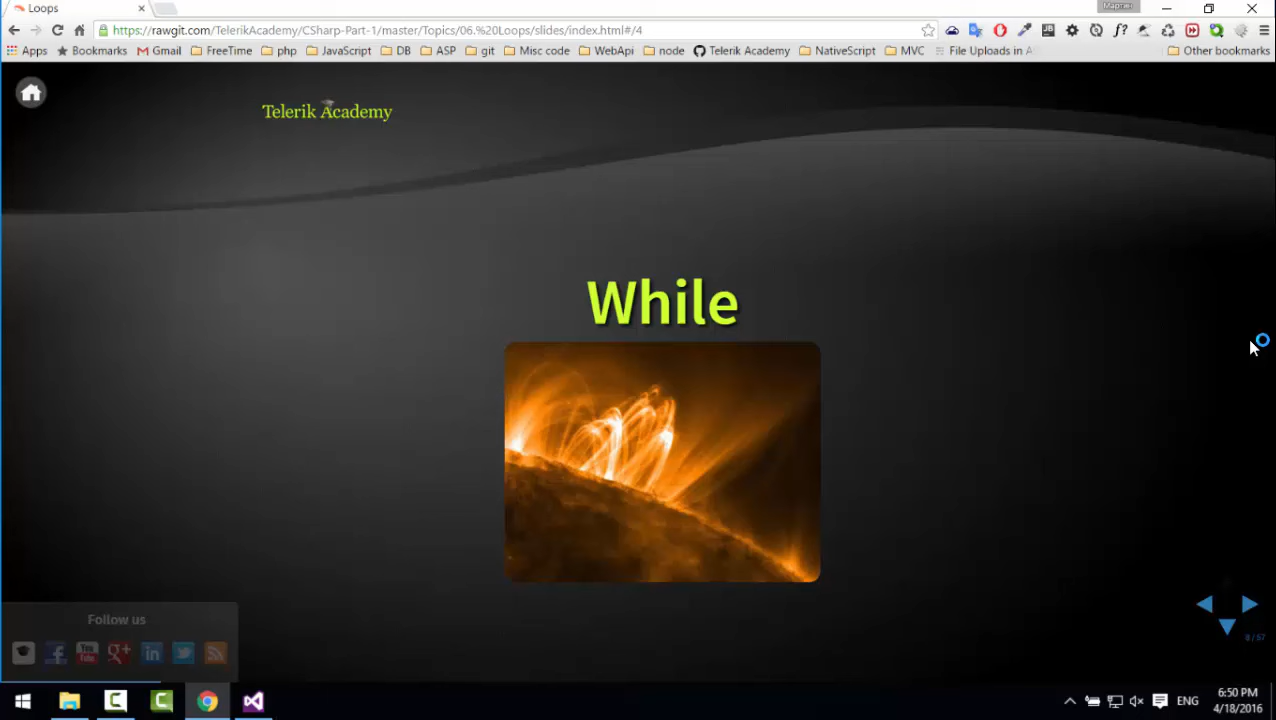 Loops
Мартин
https://rawgit.com/TelerikAcademy/CSharp-Part-1/master/Topics/06.%20Loops/slides/index.html#/4
Apps Bookmarks Gmail FreeTime php JavaScript DB ASP git Misc code WebApi node Telerik Academy NativeScript MVC File Uploads in A Other bookmarks
Telerik Academy
While
Follow us
ENG
6:50 PM
4/18/2016